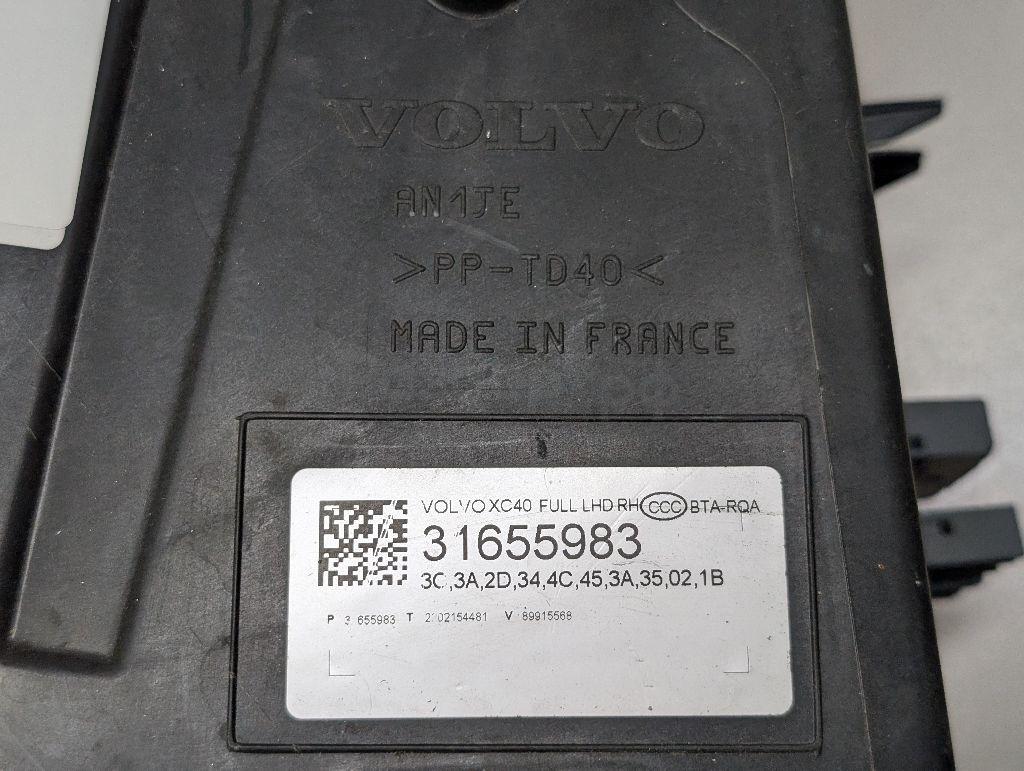 VOLVO
AN1JE
>PP-TD40<
MADE IN FRANCE
VOLVO XC40 FULL LHD RH CCC BTA-RQA
31655983
3C,3A,2D,34,4C,45,3A,35,02,1B
P 3 655983 T 2202154481 V 89915568